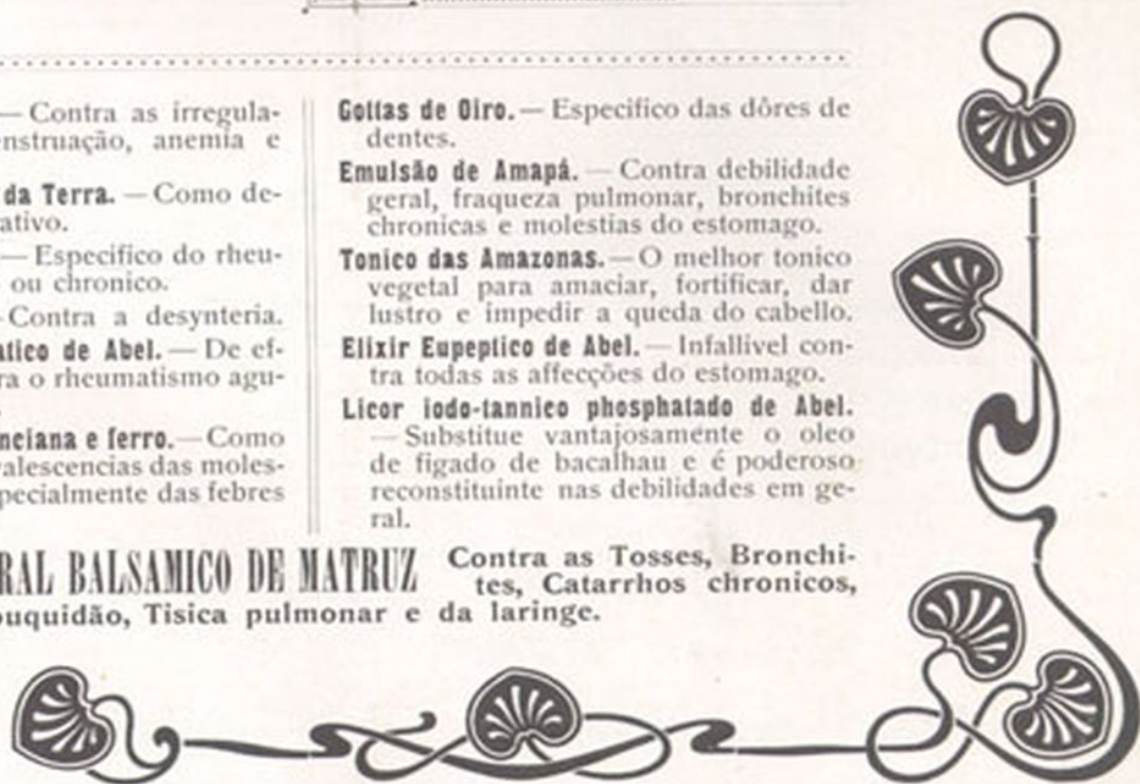 — Contra as irregula-
nstruação, anemia e
da Terra. — Como de-
ativo.
— Especifico do rheu-
ou chronico.
Contra a desynteria.
atico de Abel. — De ef-
ra o rheumatismo agu-
nciana e ferro. — Como
alescencias das moles-
pecialmente das febres
Gottas de Oiro. — Especifico das dôres de
dentes.
Emulsão de Amapá. — Contra debilidade
geral, fraqueza pulmonar, bronchites
chronicas e molestias do estomago.
Tonico das Amazonas. — O melhor tonico
vegetal para amaciar, fortificar, dar
lustro e impedir a queda do cabello.
Elixir Eupeptico de Abel. — Infallivel con-
tra todas as affecções do estomago.
Licor iodo-tannico phosphatado de Abel.
— Substitue vantajosamente o oleo
de figado de bacalhau e é poderoso
reconstituinte nas debilidades em ge-
ral.
RAL BALSAMICO DE MATRUZ Contra as Tosses, Bronchi-
tes, Catarrhos chronicos,
ouquidão, Tisica pulmonar e da laringe.